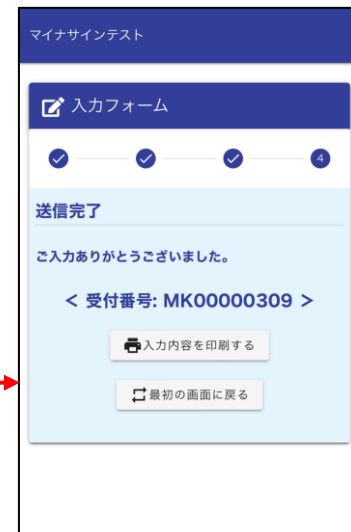 マイナサインテスト
入力フォーム
4
送信完了
ご入力ありがとうございました。
< 受付番号: MK00000309 >
入力内容を印刷する
最初の画面に戻る